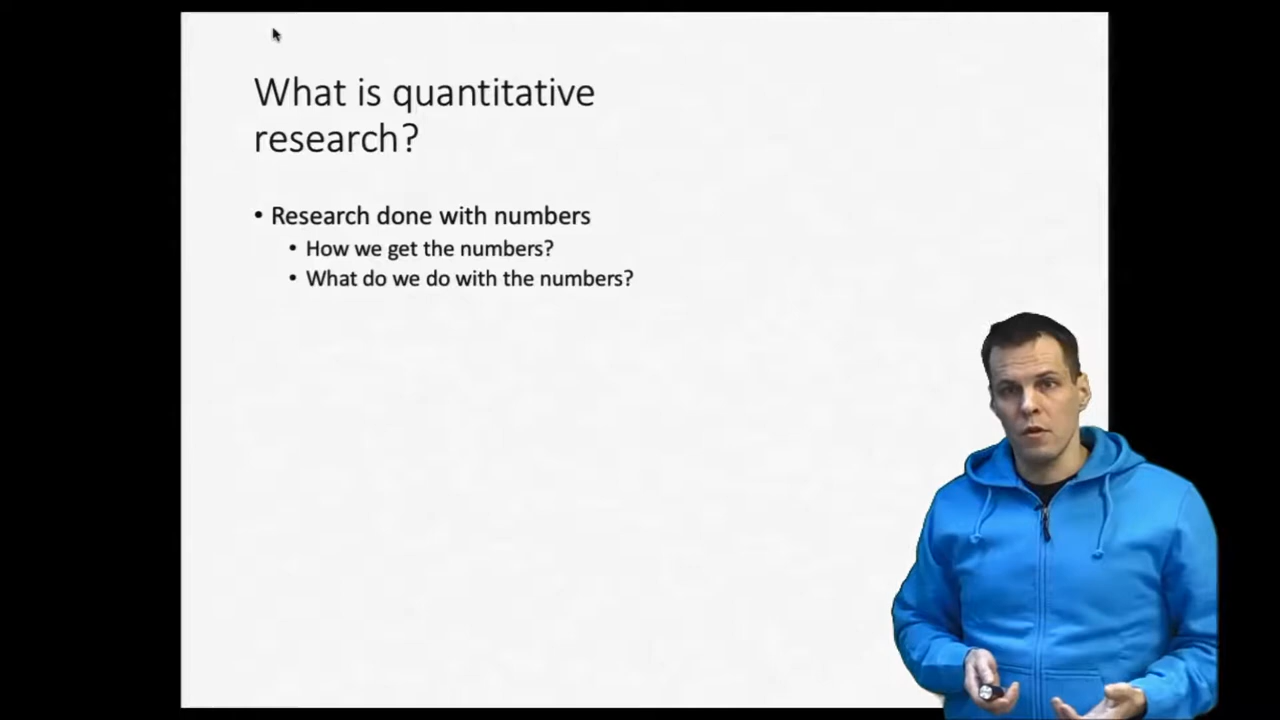 What is quantitative
research?
• Research done with numbers
• How we get the numbers?
• What do we do with the numbers?